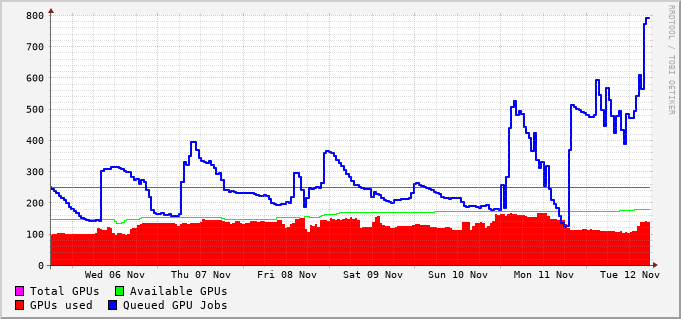 800
700
600
500
400
300
200
100
0
Wed 06 Nov Thu 07 Nov Fri 08 Nov Sat 09 Nov Sun 10 Nov Mon 11 Nov Tue 12 Nov
Total GPUs Available GPUs
GPUs used Queued GPU Jobs
RRDTOOL / TOBI OETIKER